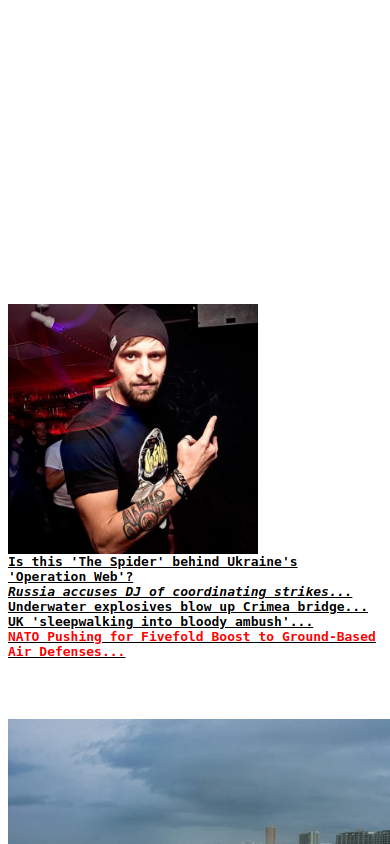 Is this 'The Spider' behind Ukraine's
'Operation Web'?
Russia accuses DJ of coordinating strikes...
Underwater explosives blow up Crimea bridge...
UK 'sleepwalking into bloody ambush'...
NATO Pushing for Fivefold Boost to Ground-Based
Air Defenses...